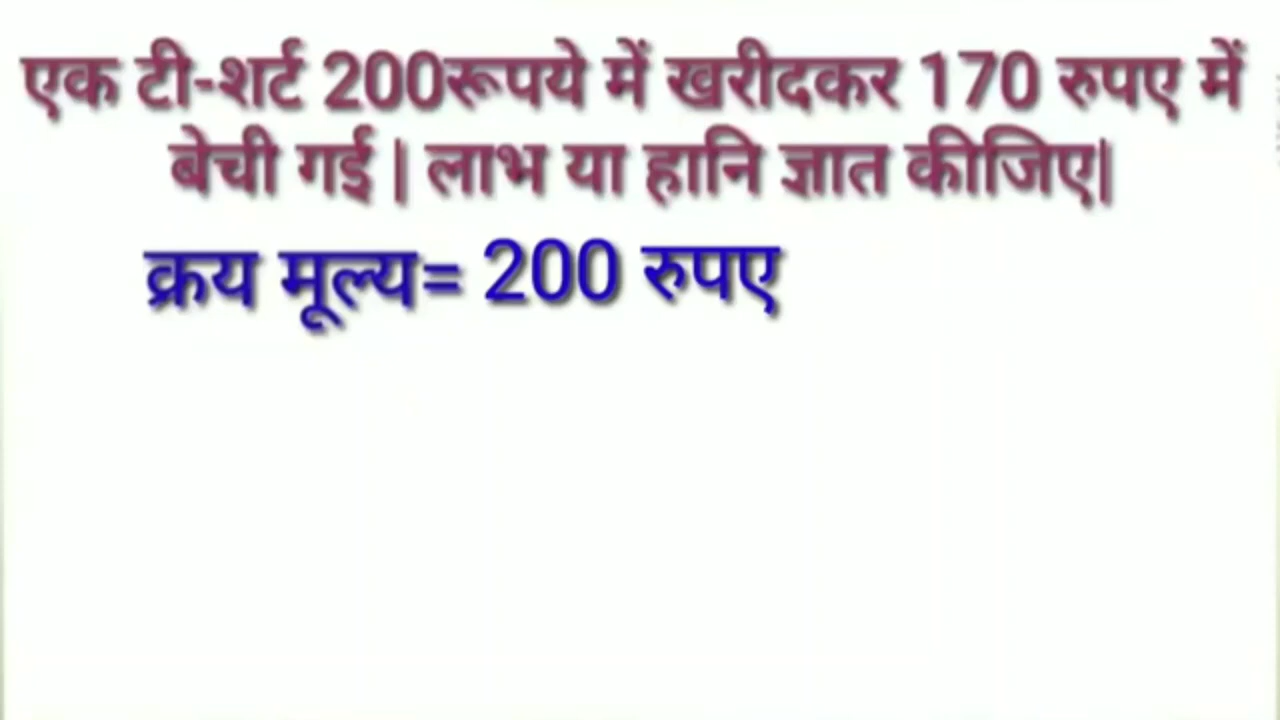 एक टी-शर्ट 200रूपये में खरीदकर 170 रुपए में
बेची गई | लाभ या हानि ज्ञात कीजिए|
क्रय मूल्य= 200 रुपए